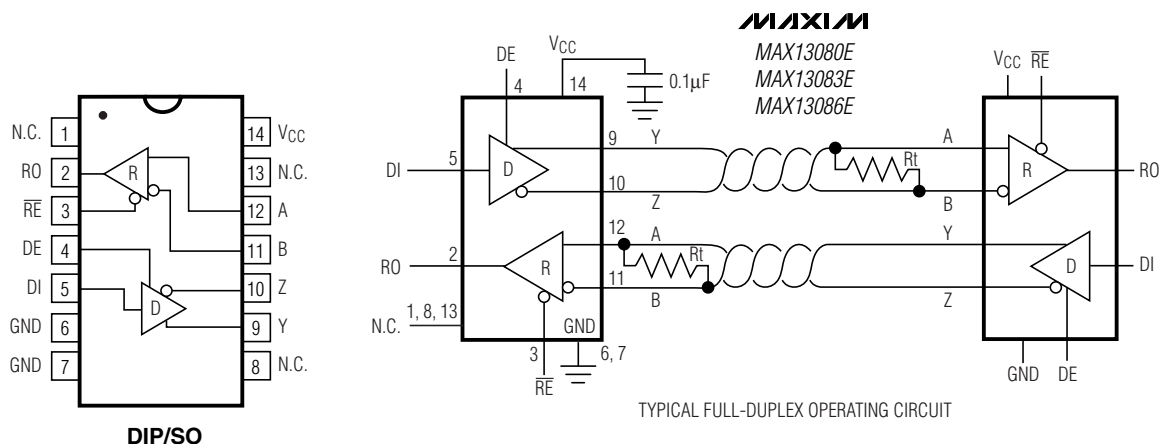 N.C. 1
RO 2
RE 3
DE 4
DI 5
GND 6
GND 7
14 VCC
13 N.C.
12 A
11 B
10 Z
9 Y
8 N.C.
R
D
DIP/SO
MAXIM
MAX13080E
MAX13083E
MAX13086E
DE
4
VCC
14
0.1µF
DI 5
D
9 Y
10
Z
RO 2
R
12 A
11
B
Rt
N.C. 1, 8, 13
3
RE
GND
6, 7
VCC RE
A
Rt
B
R
RO
Y
D
DI
Z
GND DE
TYPICAL FULL-DUPLEX OPERATING CIRCUIT